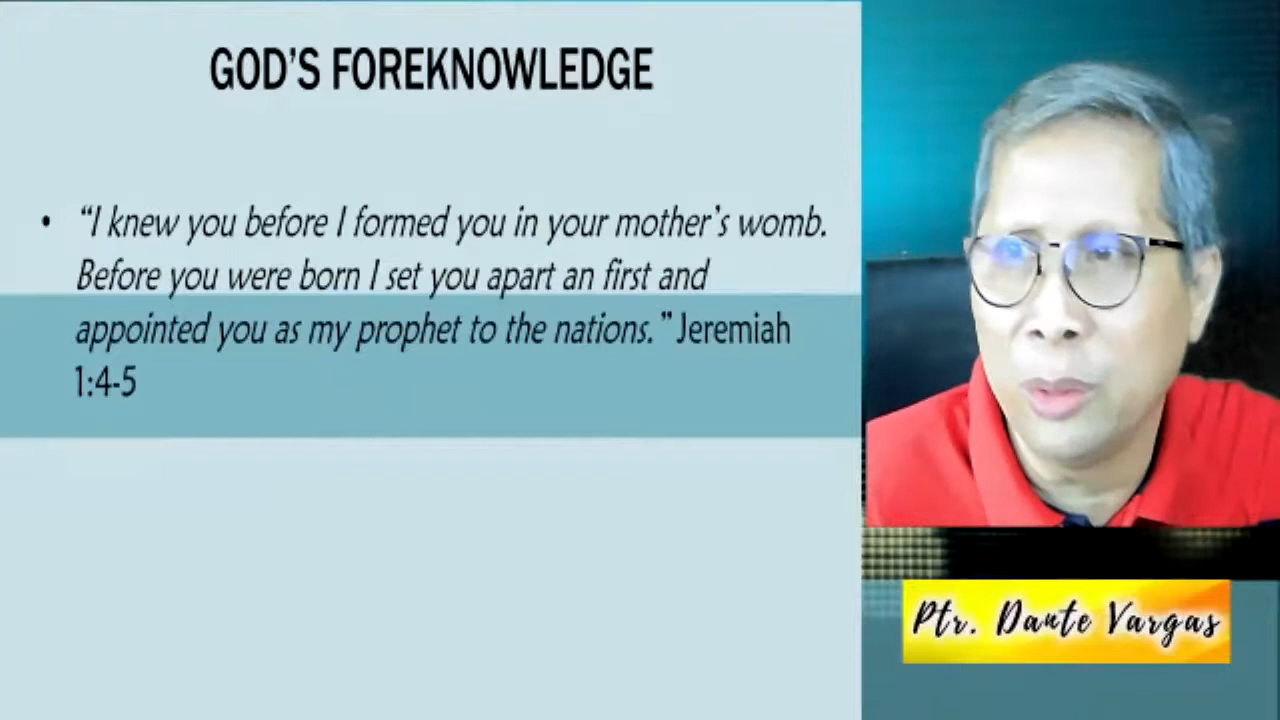 GOD'S FOREKNOWLEDGE
• “I knew you before I formed you in your mother's womb.
Before you were born I set you apart an first and
appointed you as my prophet to the nations.” Jeremiah
1:4-5
Ptr. Dante Vargas